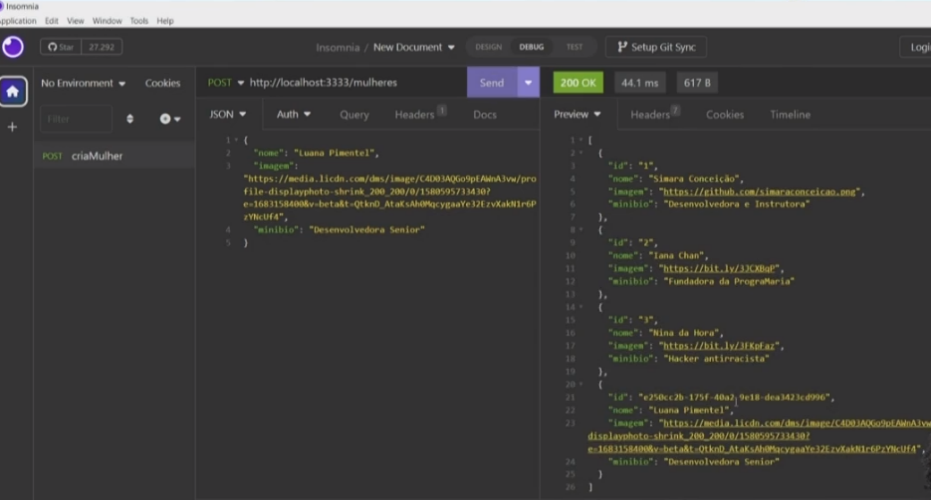 Insomnia
Application Edit View Window Tools Help
Star 27.292
Insomnia / New Document
DESIGN DEBUG TEST
Setup Git Sync
Logi
No Environment
Cookies
POST http://localhost:3333/mulheres
Send
200 OK 44.1 ms 617 B
Filter
JSON Auth Query Headers 1 Docs
Preview Headers 7 Cookies Timeline
POST criaMulher
1 {
2 "nome": "Luana Pimentel",
3 "imagem":
"https://media.licdn.com/dms/image/C4D03AQGo9pEAWnA3vw/pro
file-displayphoto-shrink_200_200/0/1580595733430?
e=1683158400&v=beta&t=QtknD_AtaKsAh0MqcygaaYe32EzvXakN1r6P
zYNcUf4",
4 "minibio": "Desenvolvedora Senior"
5 }
1 [
2 {
3 "id": "1",
4 "nome": "Simara Conceição",
5 "imagem": "https://github.com/simaraconceicao.png",
6 "minibio": "Desenvolvedora e Instrutora"
7 },
8 {
9 "id": "2",
10 "nome": "Iana Chan",
11 "imagem": "https://bit.ly/3JCXBqP",
12 "minibio": "Fundadora da PrograMaria"
13 },
14 {
15 "id": "3",
16 "nome": "Nina da Hora",
17 "imagem": "https://bit.ly/3FKpFaz",
18 "minibio": "Hacker antirracista"
19 },
20 {
21 "id": "e250cc2b-175f-40a2-9e18-dea3423cd996",
22 "nome": "Luana Pimentel",
23 "imagem": "https://media.licdn.com/dms/image/C4D03AQGo9pEAWnA3vw
displayphoto-shrink_200_200/0/1580595733430?
e=1683158400&v=beta&t=QtknD_AtaKsAh0MqcygaaYe32EzvXakN1r6PzYNcUf4",
24 "minibio": "Desenvolvedora Senior"
25 }
26 ]